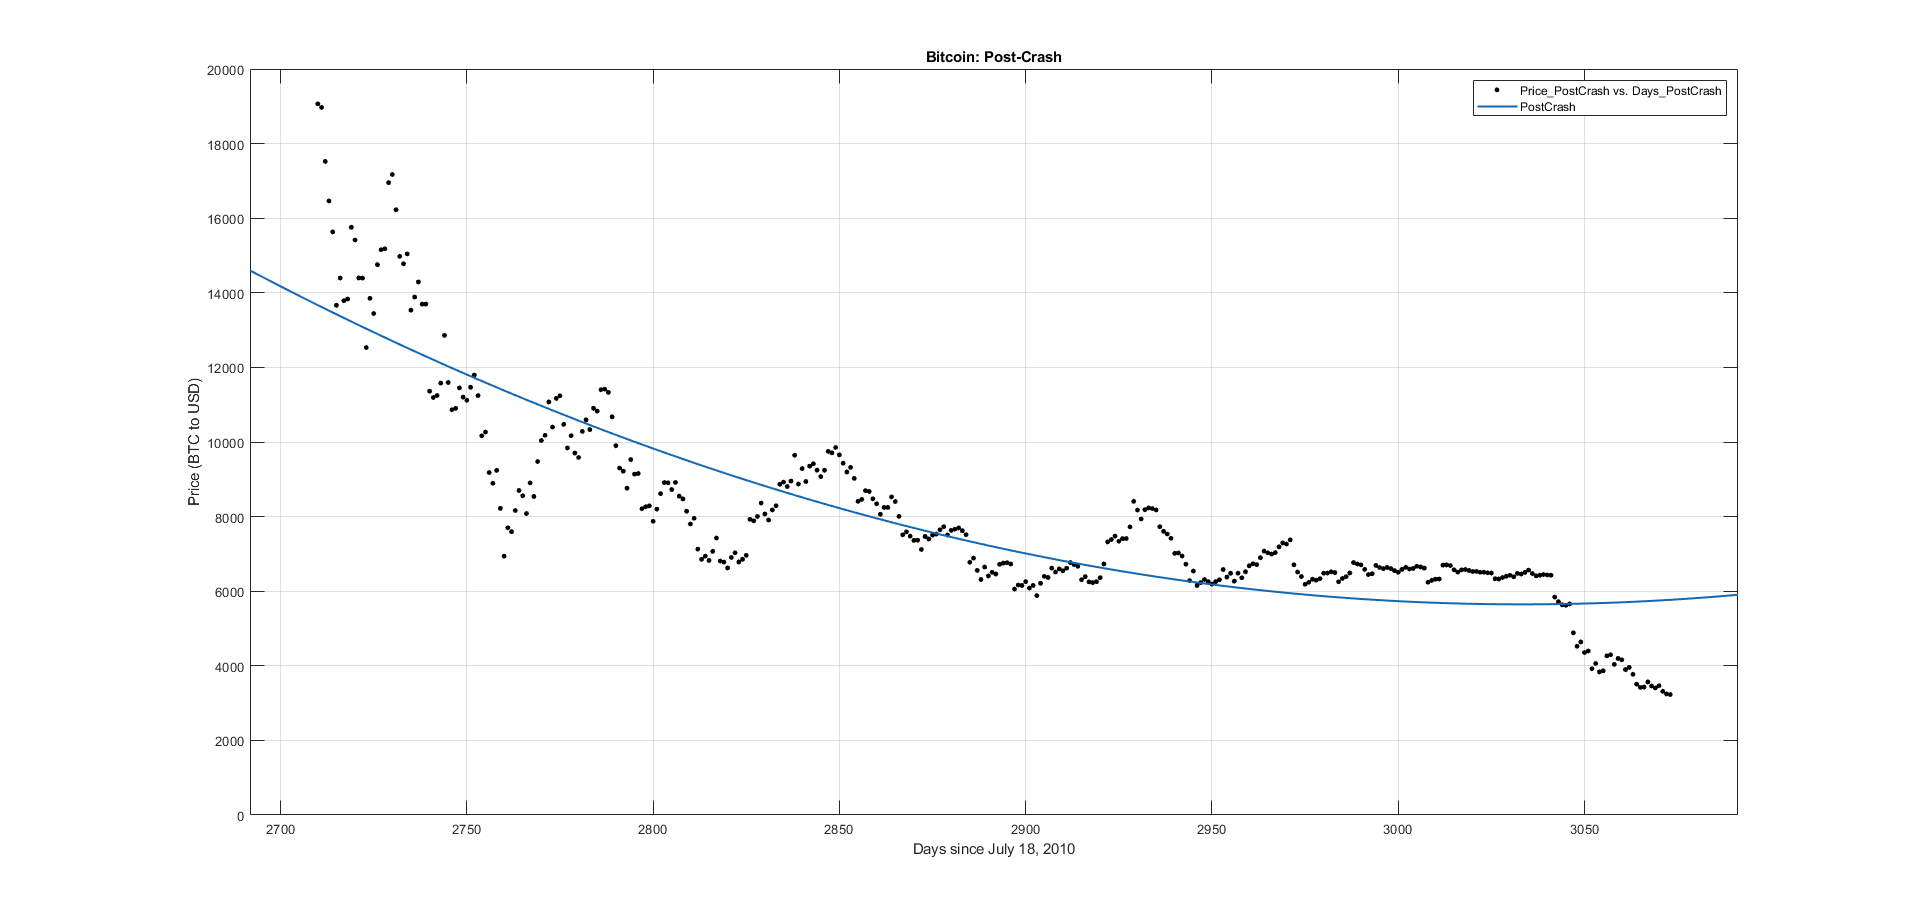 Bitcoin: Post-Crash
Price_PostCrash vs. Days_PostCrash
PostCrash
20000
18000
16000
14000
12000
10000
8000
6000
4000
2000
0
Price (BTC to USD)
2700 2750 2800 2850 2900 2950 3000 3050
Days since July 18, 2010